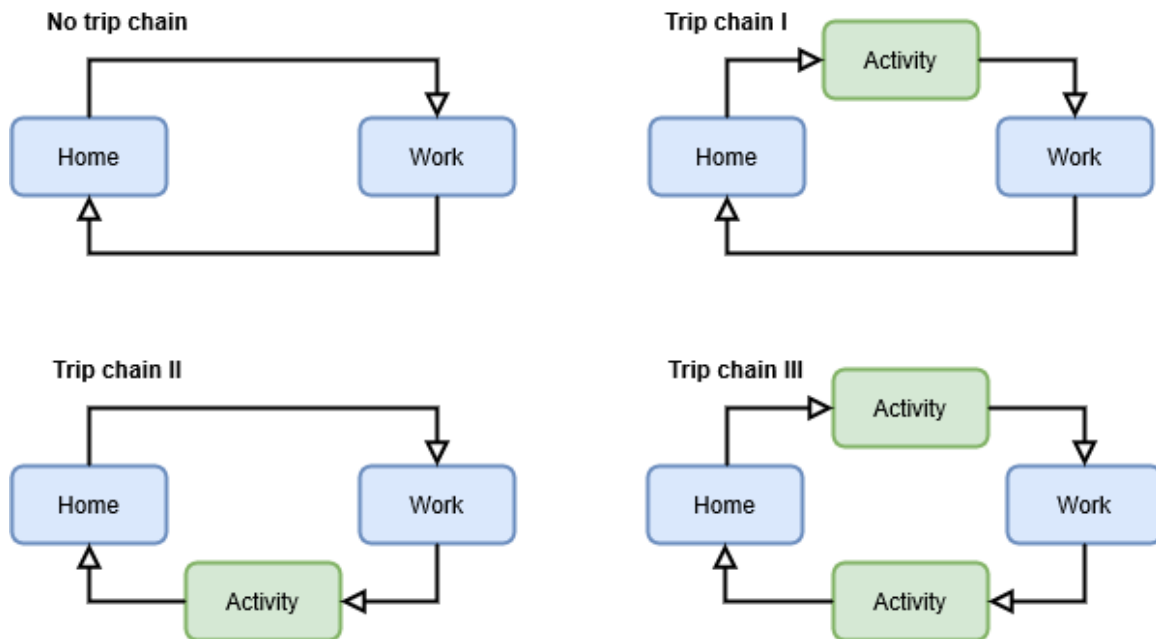 No trip chain
Home
Work
Trip chain I
Activity
Home
Work
Trip chain II
Home
Work
Activity
Trip chain III
Activity
Home
Work
Activity